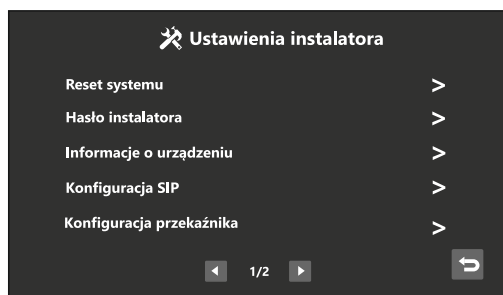 Ustawienia instalatora
Reset systemu >
Hasło instalatora >
Informacje o urządzeniu >
Konfiguracja SIP >
Konfiguracja przekaźnika >
1/2